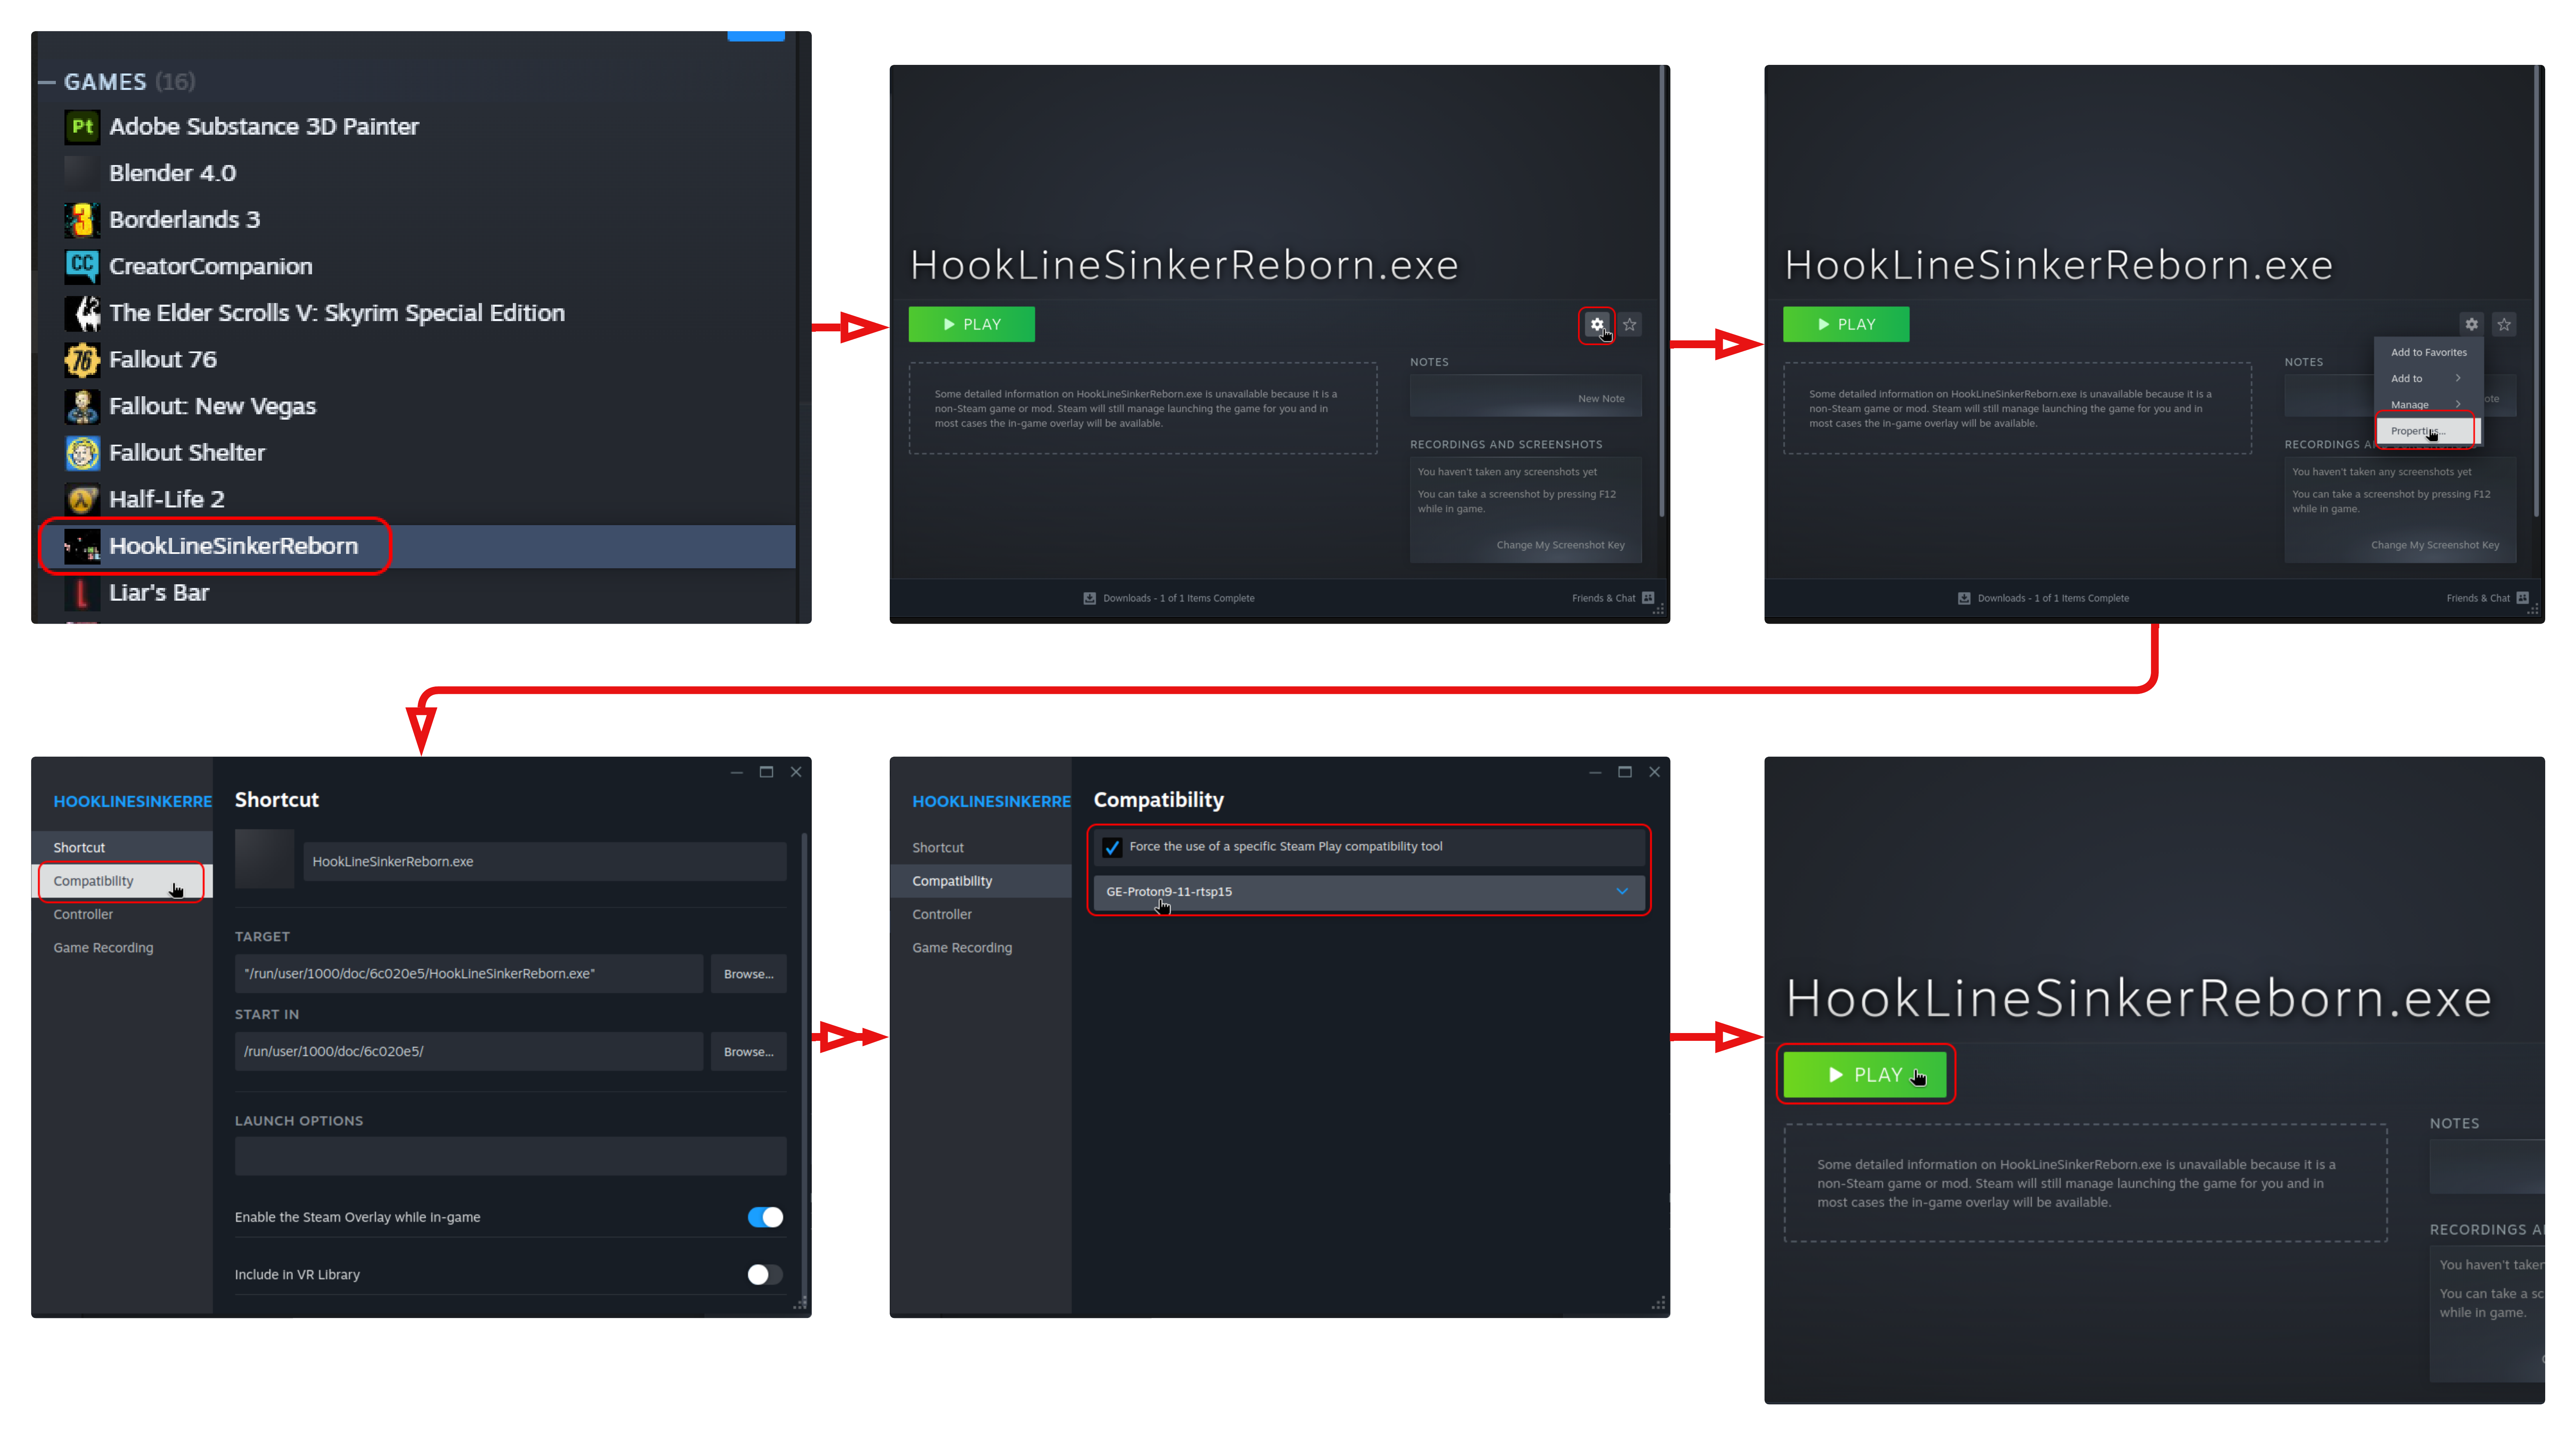 GAMES (16)
Adobe Substance 3D Painter
Blender 4.0
Borderlands 3
CreatorCompanion
The Elder Scrolls V: Skyrim Special Edition
Fallout 76
Fallout: New Vegas
Fallout Shelter
Half-Life 2
HookLineSinkerReborn
Liar's Bar
HookLineSinkerReborn.exe
PLAY
Some detailed information on HookLineSinkerReborn.exe is unavailable because it is a
non-Steam game or mod. Steam will still manage launching the game for you and in
most cases the in-game overlay will be available.
NOTES
New Note
RECORDINGS AND SCREENSHOTS
You haven't taken any screenshots yet
You can take a screenshot by pressing F12
while in game.
Change My Screenshot Key
Downloads - 1 of 1 Items Complete
Friends & Chat
HookLineSinkerReborn.exe
PLAY
Some detailed information on HookLineSinkerReborn.exe is unavailable because it is a
non-Steam game or mod. Steam will still manage launching the game for you and in
most cases the in-game overlay will be available.
NOTES
Add to Favorites
Add to
Manage
RECORDINGS
You haven't taken any screenshots yet
You can take a screenshot by pressing F12
while in game.
Change My Screenshot Key
Downloads - 1 of 1 Items Complete
Friends & Chat
HOOKLINESINKERRE
Shortcut
Compatibility
Controller
Game Recording
Shortcut
HookLineSinkerReborn.exe
TARGET
"/run/user/1000/doc/6c020e5/HookLineSinkerReborn.exe"
Browse...
START IN
/run/user/1000/doc/6c020e5/
Browse...
LAUNCH OPTIONS
Enable the Steam Overlay while in-game
Include in VR Library
HOOKLINESINKERRE
Shortcut
Compatibility
Controller
Game Recording
Compatibility
Force the use of a specific Steam Play compatibility tool
GE-Proton9-11-rtsp15
HookLineSinkerReborn.exe
PLAY
Some detailed information on HookLineSinkerReborn.exe is unavailable because it is a
non-Steam game or mod. Steam will still manage launching the game for you and in
most cases the in-game overlay will be available.
NOTES
RECORDINGS
You haven't taken
You can take a sc
while in game.